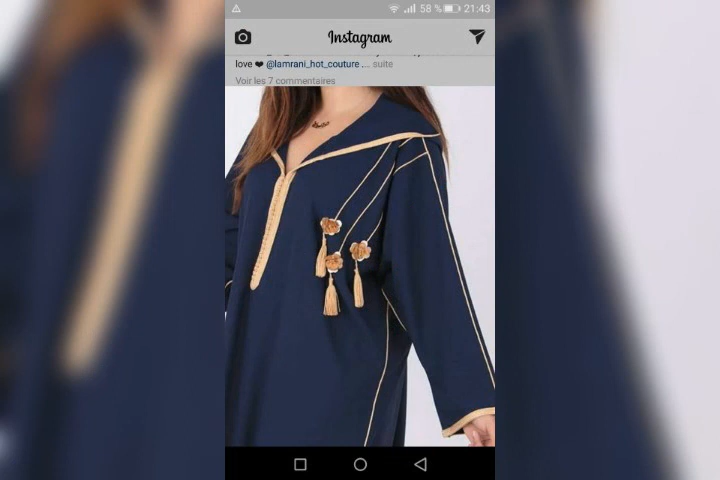 58 % 21:43
Instagram
love ❤ @lamrani_hot_couture ... suite
Voir les 7 commentaires